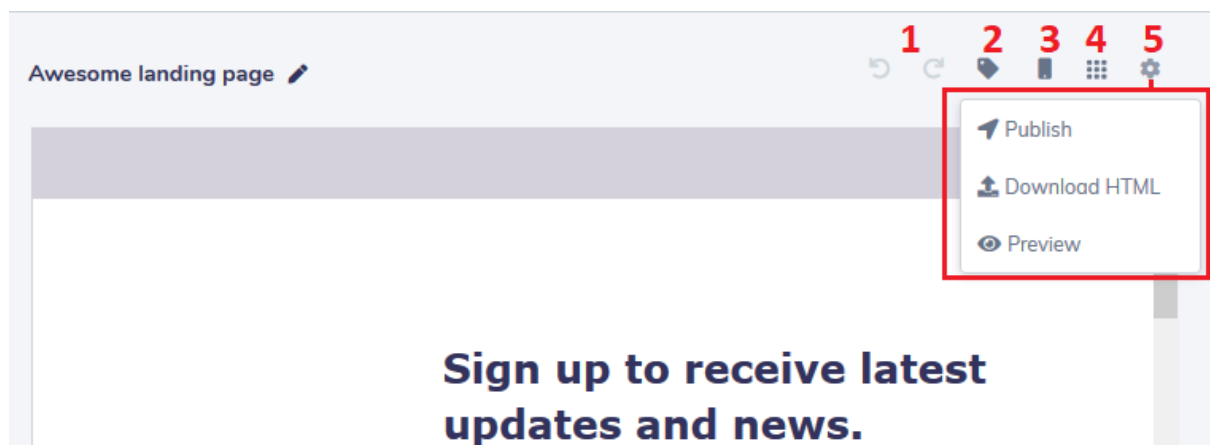 1 2 3 4 5
Awesome landing page
Publish
Download HTML
Preview
Sign up to receive latest
updates and news.